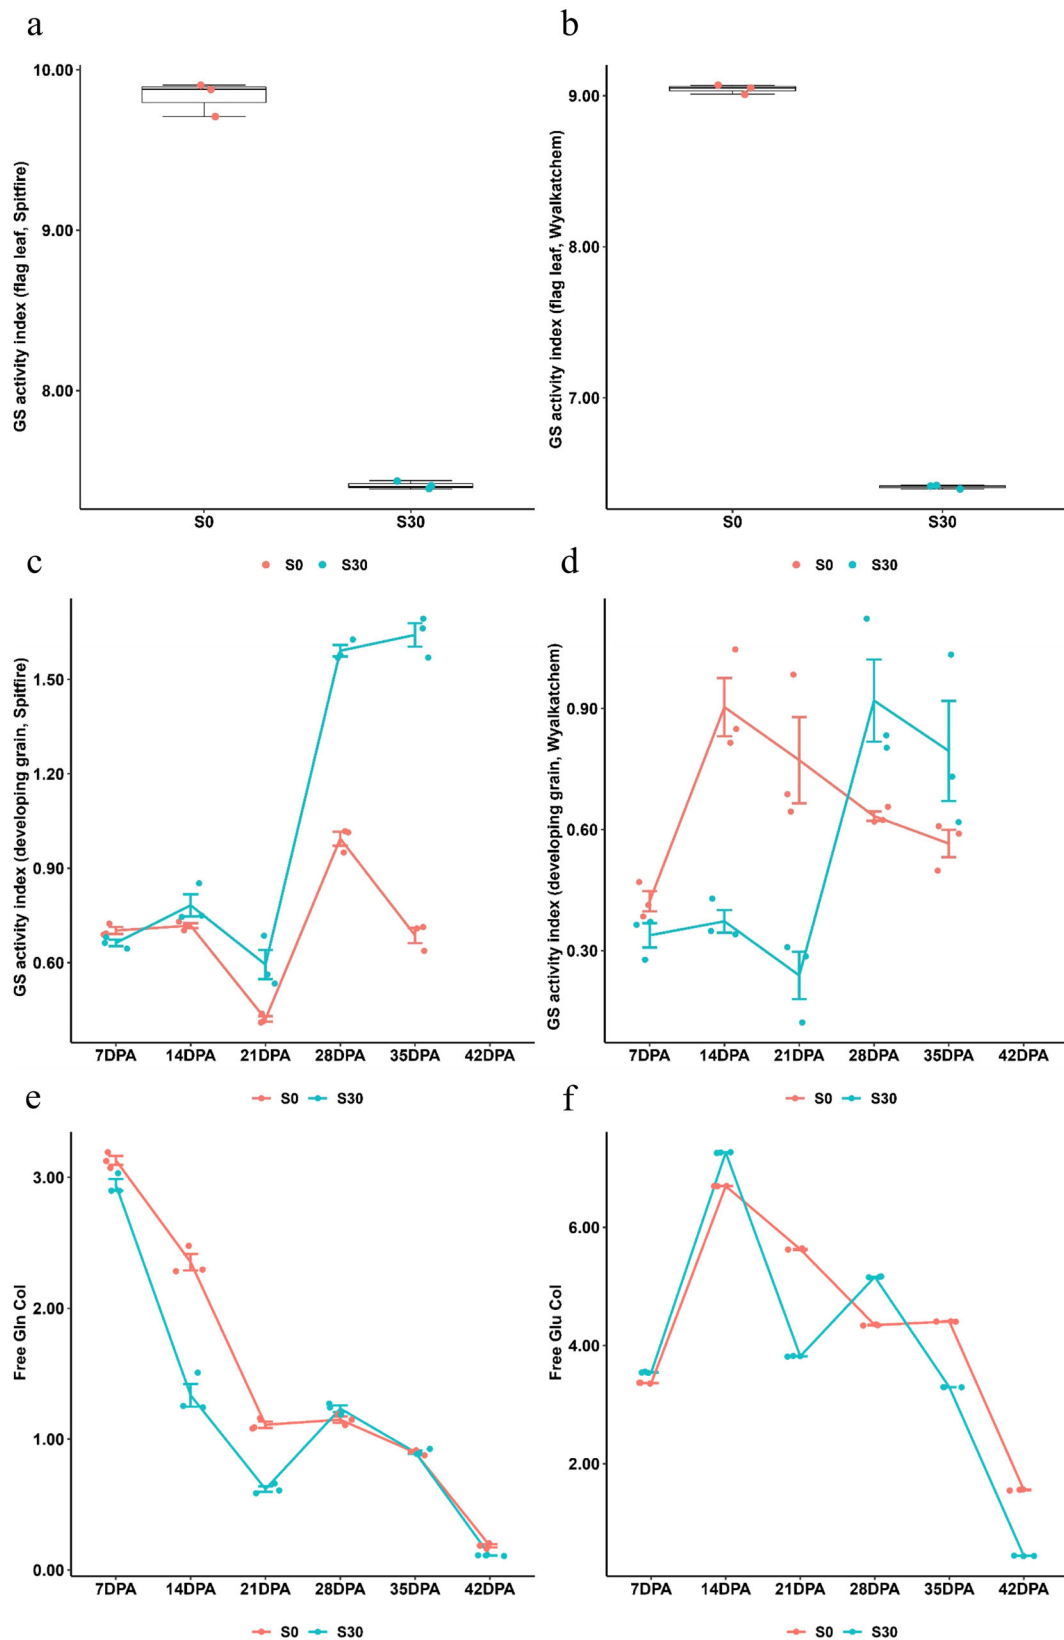 a
GS activity index (flag leaf, Spitfire)
10.00
9.00
8.00
S0 S30
S0 S30
b
GS activity index (flag leaf, Wyalkatchem)
9.00
8.00
7.00
S0 S30
S0 S30
c
GS activity index (developing grain, Spitfire)
1.50
1.20
0.90
0.60
7DPA 14DPA 21DPA 28DPA 35DPA 42DPA
S0 S30
d
GS activity index (developing grain, Wyalkatchem)
0.90
0.60
0.30
7DPA 14DPA 21DPA 28DPA 35DPA 42DPA
S0 S30
e
Free Gln Col
3.00
2.00
1.00
0.00
7DPA 14DPA 21DPA 28DPA 35DPA 42DPA
S0 S30
f
Free Glu Col
6.00
4.00
2.00
7DPA 14DPA 21DPA 28DPA 35DPA 42DPA
S0 S30